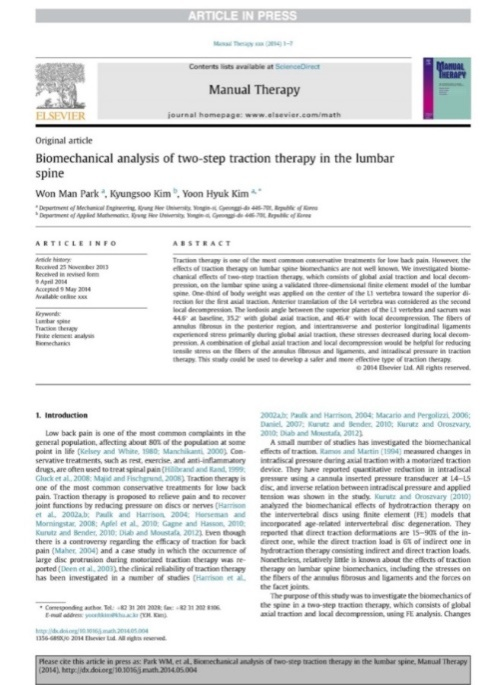 ARTICLE IN PRESS
Manual Therapy xxx (2014) 1–7
Contents lists available at ScienceDirect
Manual Therapy
journal homepage: www.elsevier.com/math
ELSEVIER
MANUAL
THERAPY
Original article
Biomechanical analysis of two-step traction therapy in the lumbar
spine
Won Man Park a, Kyungsoo Kim b, Yoon Hyuk Kim a, *
a Department of Mechanical Engineering, Kyung Hee University, Yongin-si, Gyeonggi-do 446-701, Republic of Korea
b Department of Applied Mathematics, Kyung Hee University, Yongin-si, Gyeonggi-do 446-701, Republic of Korea
ARTICLE INFO
Article history:
Received 25 November 2013
Received in revised form
9 April 2014
Accepted 9 May 2014
Available online xxx
Keywords:
Lumbar spine
Traction therapy
Finite element analysis
Biomechanics
ABSTRACT
Traction therapy is one of the most common conservative treatments for low back pain. However, the
effects of traction therapy on lumbar spine biomechanics are not well known. We investigated biome-
chanical effects of two-step traction therapy, which consists of global axial traction and local decom-
pression, on the lumbar spine using a validated three-dimensional finite element model of the lumbar
spine. One-third of body weight was applied on the center of the L1 vertebra toward the superior di-
rection for the first axial traction. Anterior translation of the L4 vertebra was considered as the second
local decompression. The lordosis angle between the superior planes of the L1 vertebra and sacrum was
44.6° at baseline, 35.2° with global axial traction, and 46.4° with local decompression. The fibers of
annulus fibrosus in the posterior region, and intertransverse and posterior longitudinal ligaments
experienced stress primarily during global axial traction, these stresses decreased during local decom-
pression. A combination of global axial traction and local decompression would be helpful for reducing
tensile stress on the fibers of the annulus fibrosus and ligaments, and intradiscal pressure in traction
therapy. This study could be used to develop a safer and more effective type of traction therapy.
© 2014 Elsevier Ltd. All rights reserved.
1. Introduction
Low back pain is one of the most common complaints in the
general population, affecting about 80% of the population at some
point in life (Kelsey and White, 1980; Manchikanti, 2000). Con-
servative treatments, such as rest, exercise, and anti-inflammatory
drugs, are often used to treat spinal pain (Hilibrand and Rand, 1999;
Gluck et al., 2008; Majid and Fischgrund, 2008). Traction therapy is
one of the most common conservative treatments for low back
pain. Traction therapy is proposed to relieve pain and to recover
joint functions by reducing pressure on discs or nerves (Harrison
et al., 2002a,b; Paulk and Harrison, 2004; Horseman and
Morningstar, 2008; Apfel et al., 2010; Gagne and Hasson, 2010;
Kurutz and Bender, 2010; Diab and Moustafa, 2012). Even though
there is a controversy regarding the efficacy of traction for back
pain (Maher, 2004) and a case study in which the occurrence of
large disc protrusion during motorized traction therapy was re-
ported (Deen et al., 2003), the clinical reliability of traction therapy
has been investigated in a number of studies (Harrison et al.,
* Corresponding author. Tel.: +82 31 201 2028; fax: +82 31 202 8106.
E-mail address: yoonhkim@khu.ac.kr (Y.H. Kim).
http://dx.doi.org/10.1016/j.math.2014.05.004
1356-689X/© 2014 Elsevier Ltd. All rights reserved.
2002a,b; Paulk and Harrison, 2004; Macario and Pergolizzi, 2006;
Daniel, 2007; Kurutz and Bender, 2010; Kurutz and Oroszváry,
2010; Diab and Moustafa, 2012).
A small number of studies has investigated the biomechanical
effects of traction. Ramos and Martin (1994) measured changes in
intradiscal pressure during axial traction with a motorized traction
device. They have reported quantitative reduction in intradiscal
pressure using a cannula inserted pressure transducer at L4–L5
disc, and inverse relation between intradiscal pressure and applied
tension was shown in the study. Kurutz and Oroszváry (2010)
analyzed the biomechanical effects of hydrotraction therapy on
the intervertebral discs using finite element (FE) models that
incorporated age-related intervertebral disc degeneration. They
reported that direct traction deformations are 15–90% of the in-
direct one, while the direct traction load is 6% of indirect one in
hydrotraction therapy consisting indirect and direct traction loads.
Nonetheless, relatively little is known about the effects of traction
therapy on lumbar spine biomechanics, including the stresses on
the fibers of the annulus fibrosus and ligaments and the forces on
the facet joints.
The purpose of this study was to investigate the biomechanics of
the spine in a two-step traction therapy, which consists of global
axial traction and local decompression, using FE analysis. Changes
Please cite this article in press as: Park WM, et al., Biomechanical analysis of two-step traction therapy in the lumbar spine, Manual Therapy
(2014), http://dx.doi.org/10.1016/j.math.2014.05.004